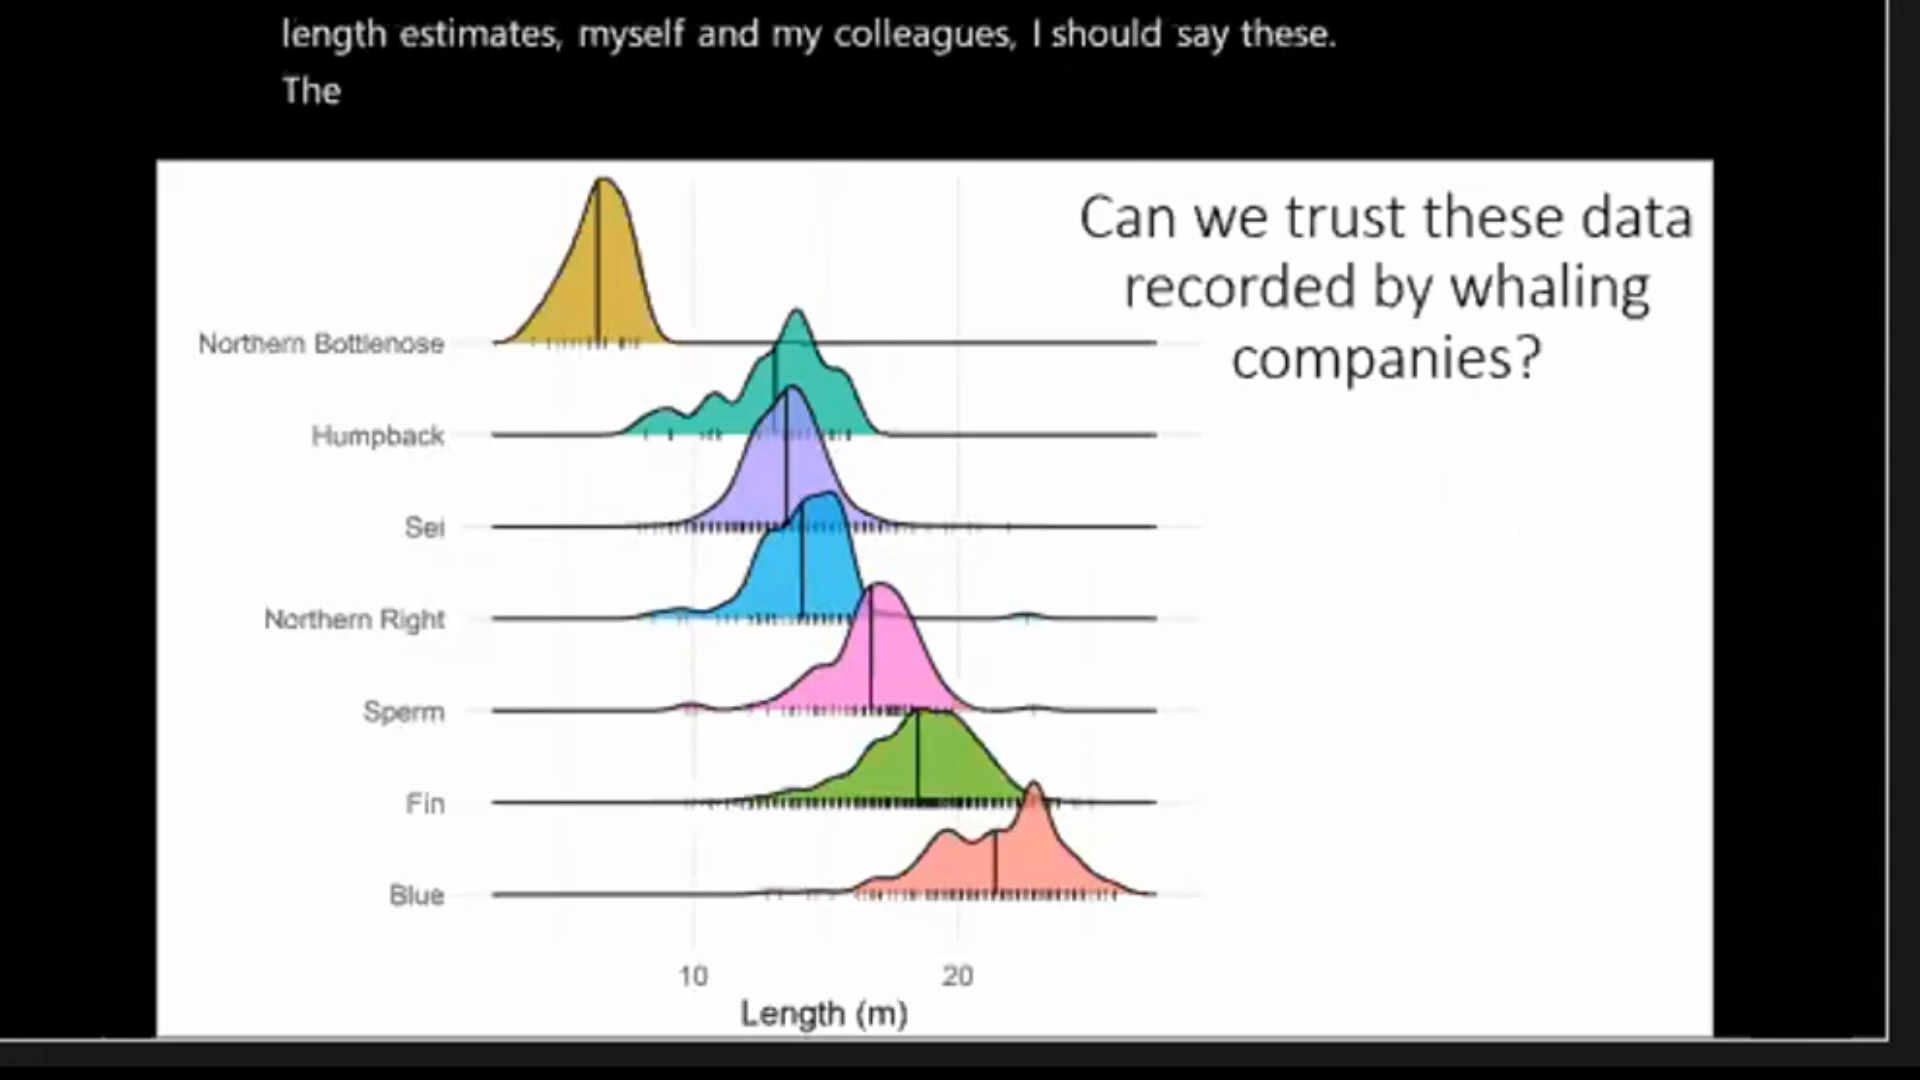 length estimates, myself and my colleagues, I should say these.
The
Can we trust these data
recorded by whaling
companies?
Northern Bottlenose
Humpback
Sei
Northern Right
Sperm
Fin
Blue
10 20
Length (m)